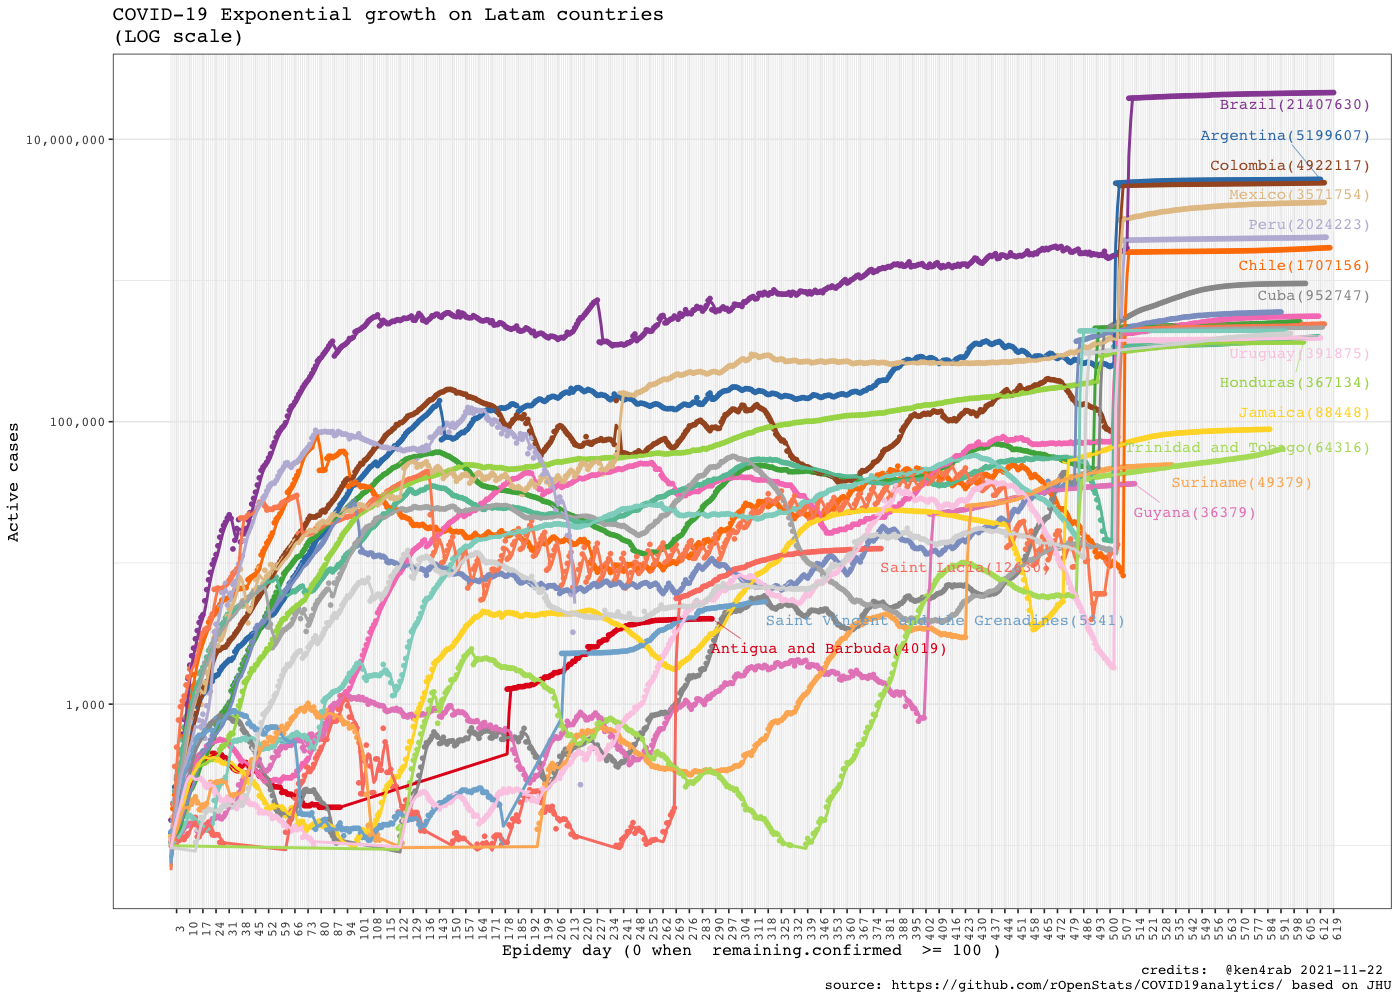 COVID-19 Exponential growth on Latam countries
(LOG scale)
Active cases
10,000,000
100,000
1,000
Brazil(21407630)
Argentina(5199607)
Colombia(4922117)
Mexico(3571754)
Peru(2024223)
Chile(1707156)
Cuba(952747)
Uruguay(391875)
Honduras(367134)
Jamaica(88448)
Trinidad and Tobago(64316)
Suriname(49379)
Guyana(36379)
Saint Lucia(12630)
Saint Vincent and the Grenadines(5341)
Antigua and Barbuda(4019)
3 10 17 24 31 38 45 52 59 66 73 80 87 94 101 108 115 122 129 136 143 150 157 164 171 178 185 192 199 206 213 220 227 234 241 248 255 262 269 276 283 290 297 304 311 318 325 332 339 346 353 360 367 374 381 388 395 402 409 416 423 430 437 444 451 458 465 472 479 486 493 500 507 514 521 528 535 542 549 556 563 570 577 584 591 598 605 612 619
Epidemy day (0 when  remaining.confirmed  >= 100 )
credits:  @ken4rab 2021-11-22
source: https://github.com/rOpenStats/COVID19analytics/ based on JHU